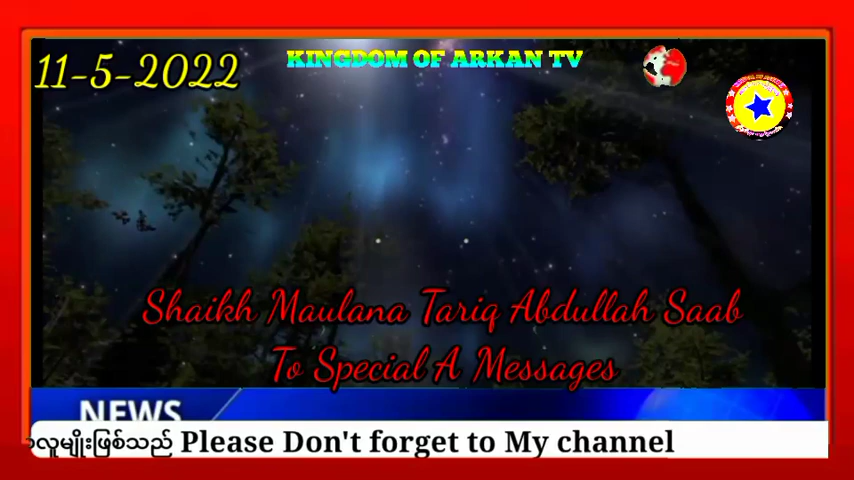 11-5-2022
KINGDOM OF ARKAN TV
Shaikh Maulana Tariq Abdullah Saab
To Special A Messages
NEWS
လူမျိုးဖြစ်သည် Please Don't forget to My channel